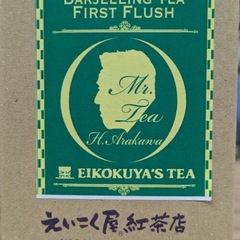 DARJEELING TEA
FIRST FLUSH
Mr.
Tea
H. Arakawa
EIKOKUYA'S TEA
えいこく屋紅茶店